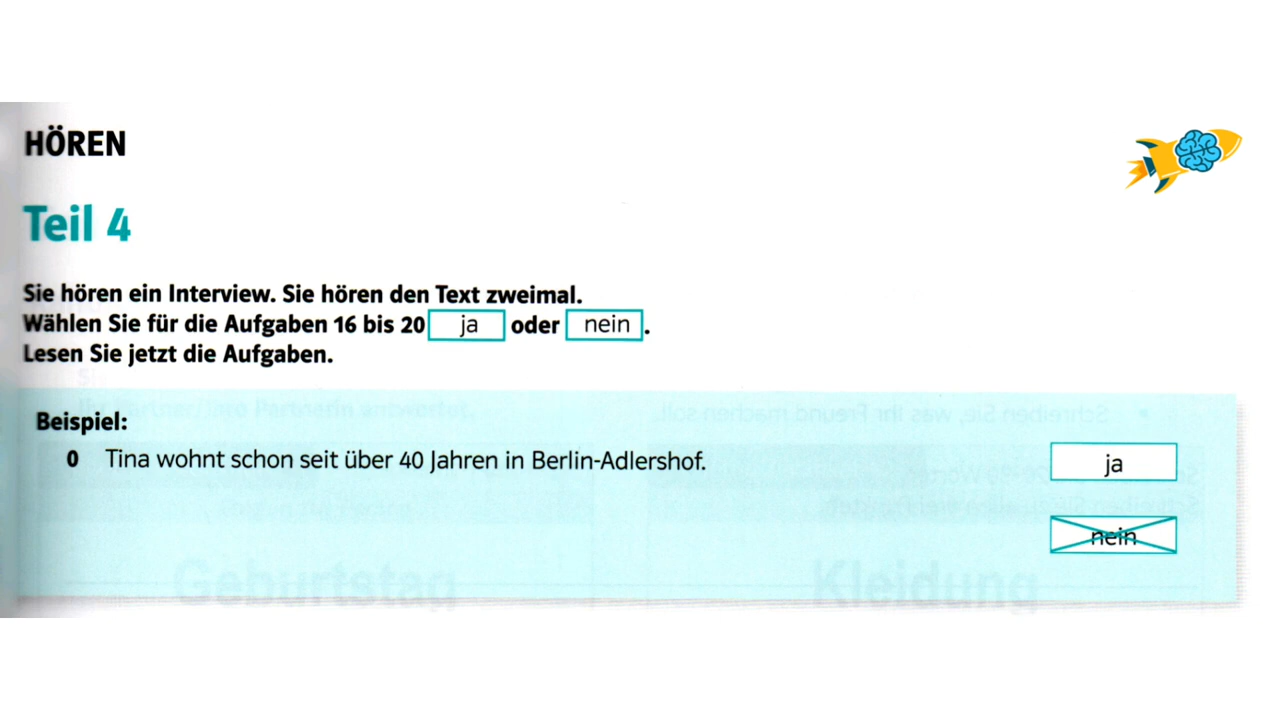 HÖREN
Teil 4
Sie hören ein Interview. Sie hören den Text zweimal.
Wählen Sie für die Aufgaben 16 bis 20 ja oder nein.
Lesen Sie jetzt die Aufgaben.
Beispiel:
0 Tina wohnt schon seit über 40 Jahren in Berlin-Adlershof.
ja
nein